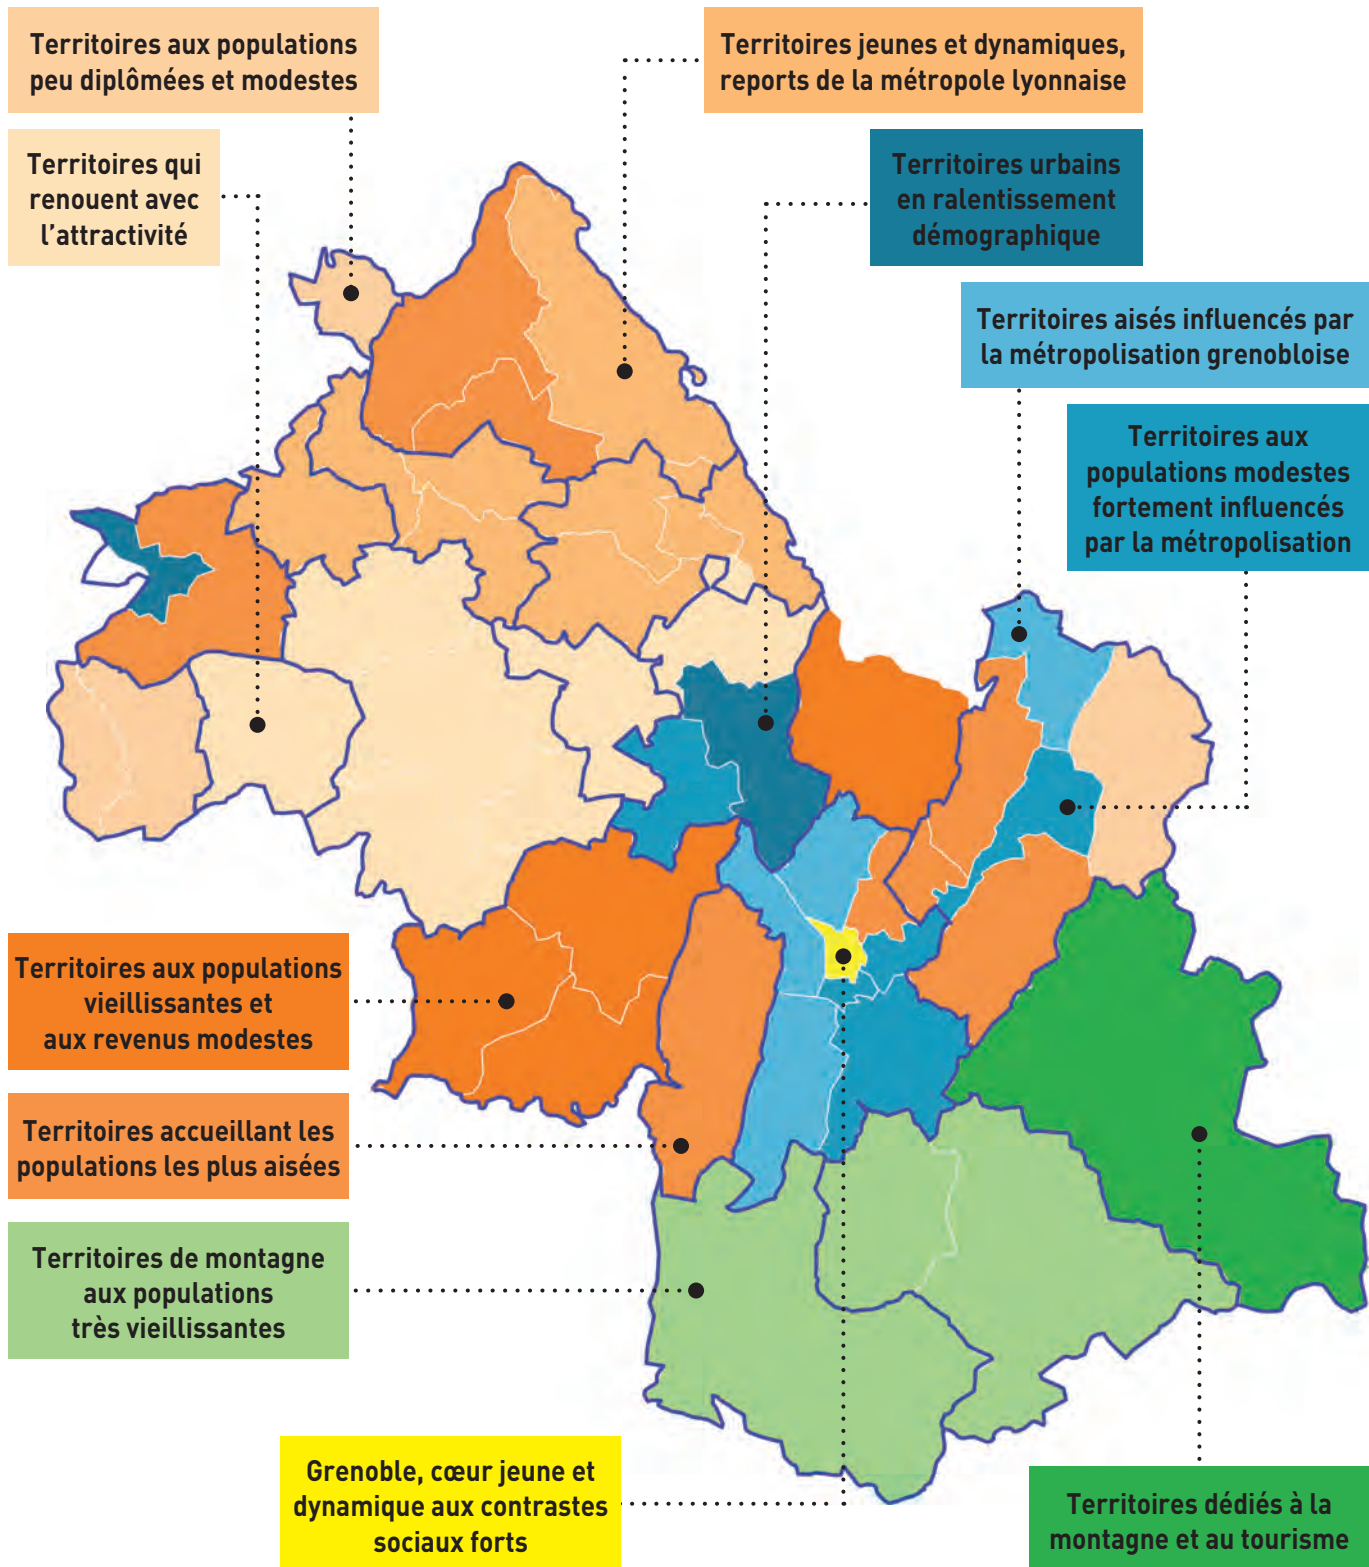 Territoires aux populations
peu diplômées et modestes
Territoires jeunes et dynamiques,
reports de la métropole lyonnaise
Territoires qui
renouent avec
l'attractivité
Territoires urbains
en ralentissement
démographique
Territoires aisés influencés par
la métropolisation grenobloise
Territoires aux
populations modestes
fortement influencés
par la métropolisation
Territoires aux populations
vieillissantes et
aux revenus modestes
Territoires accueillant les
populations les plus aisées
Territoires de montagne
aux populations
très vieillissantes
Grenoble, cœur jeune et
dynamique aux contrastes
sociaux forts
Territoires dédiés à la
montagne et au tourisme